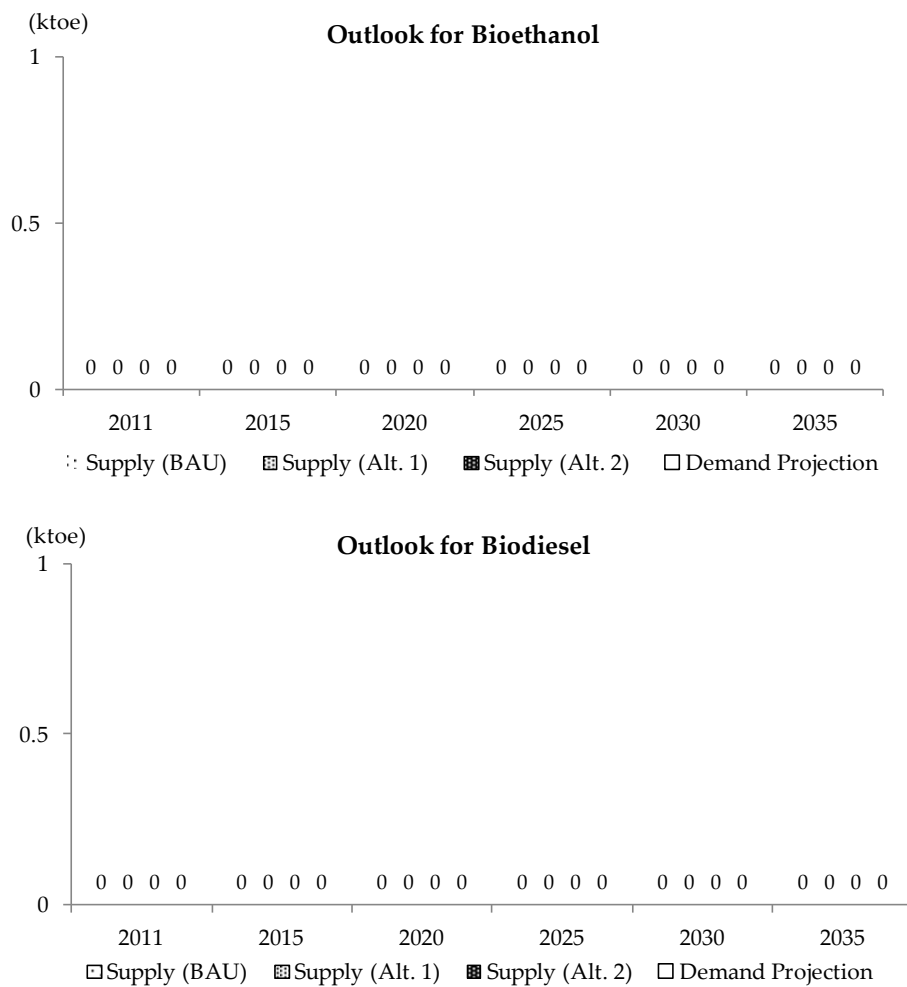 (ktoe)
Outlook for Bioethanol
1
0.5
0 0 0 0 0 0 0 0 0 0 0 0 0 0 0 0 0 0 0 0 0 0 0 0
0
2011 2015 2020 2025 2030 2035
Supply (BAU) Supply (Alt. 1) Supply (Alt. 2) Demand Projection
(ktoe)
Outlook for Biodiesel
1
0.5
0 0 0 0 0 0 0 0 0 0 0 0 0 0 0 0 0 0 0 0 0 0 0 0
0
2011 2015 2020 2025 2030 2035
Supply (BAU) Supply (Alt. 1) Supply (Alt. 2) Demand Projection